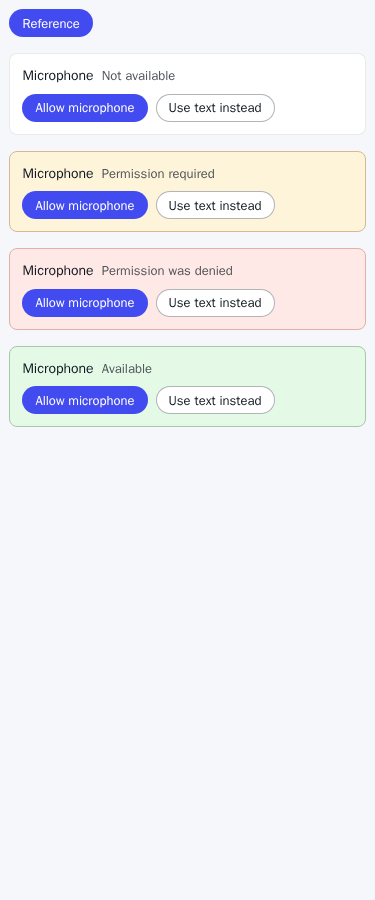 Reference
Microphone Not available
Allow microphone Use text instead
Microphone Permission required
Allow microphone Use text instead
Microphone Permission was denied
Allow microphone Use text instead
Microphone Available
Allow microphone Use text instead